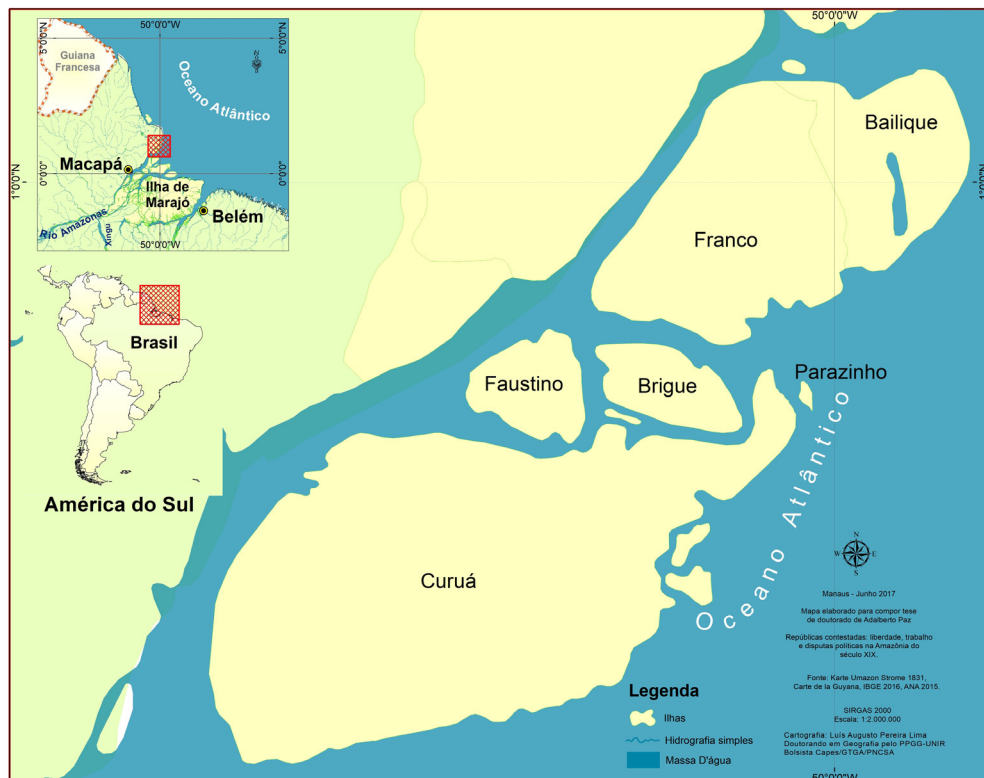 50°0'0"W
5°0'0"N
5°0'0"N
Guiana
Francesa
N
Oceano Atlântico
Macapá
0°0'0"
0°0'0"
Ilha de
Marajó
Belém
Rio Amazonas
Xingu
50°0'0"W
Brasil
América do Sul
50°0'0"W
1°0'0"N
1°0'0"N
Bailique
Franco
Faustino
Brigue
Parazinho
Curuá
Oceano Atlântico
N
W E
S
Manaus - Junho 2017
Mapa elaborado para compor tese
de doutorado de Adalberto Paz
Repúblicas contestadas: liberdade, trabalho
e disputas políticas na Amazônia do
século XIX.
Fonte: Karte Umazon Strome 1831,
Carte de la Guyana, IBGE 2016, ANA 2015.
SIRGAS 2000
Escala: 1:2.000.000
Cartografia: Luís Augusto Pereira Lima
Doutorando em Geografia pelo PPGG-UNIR
Bolsista Capes/GTGA/PNCSA
Legenda
Ilhas
Hidrografia simples
Massa D'água
50°0'0"W